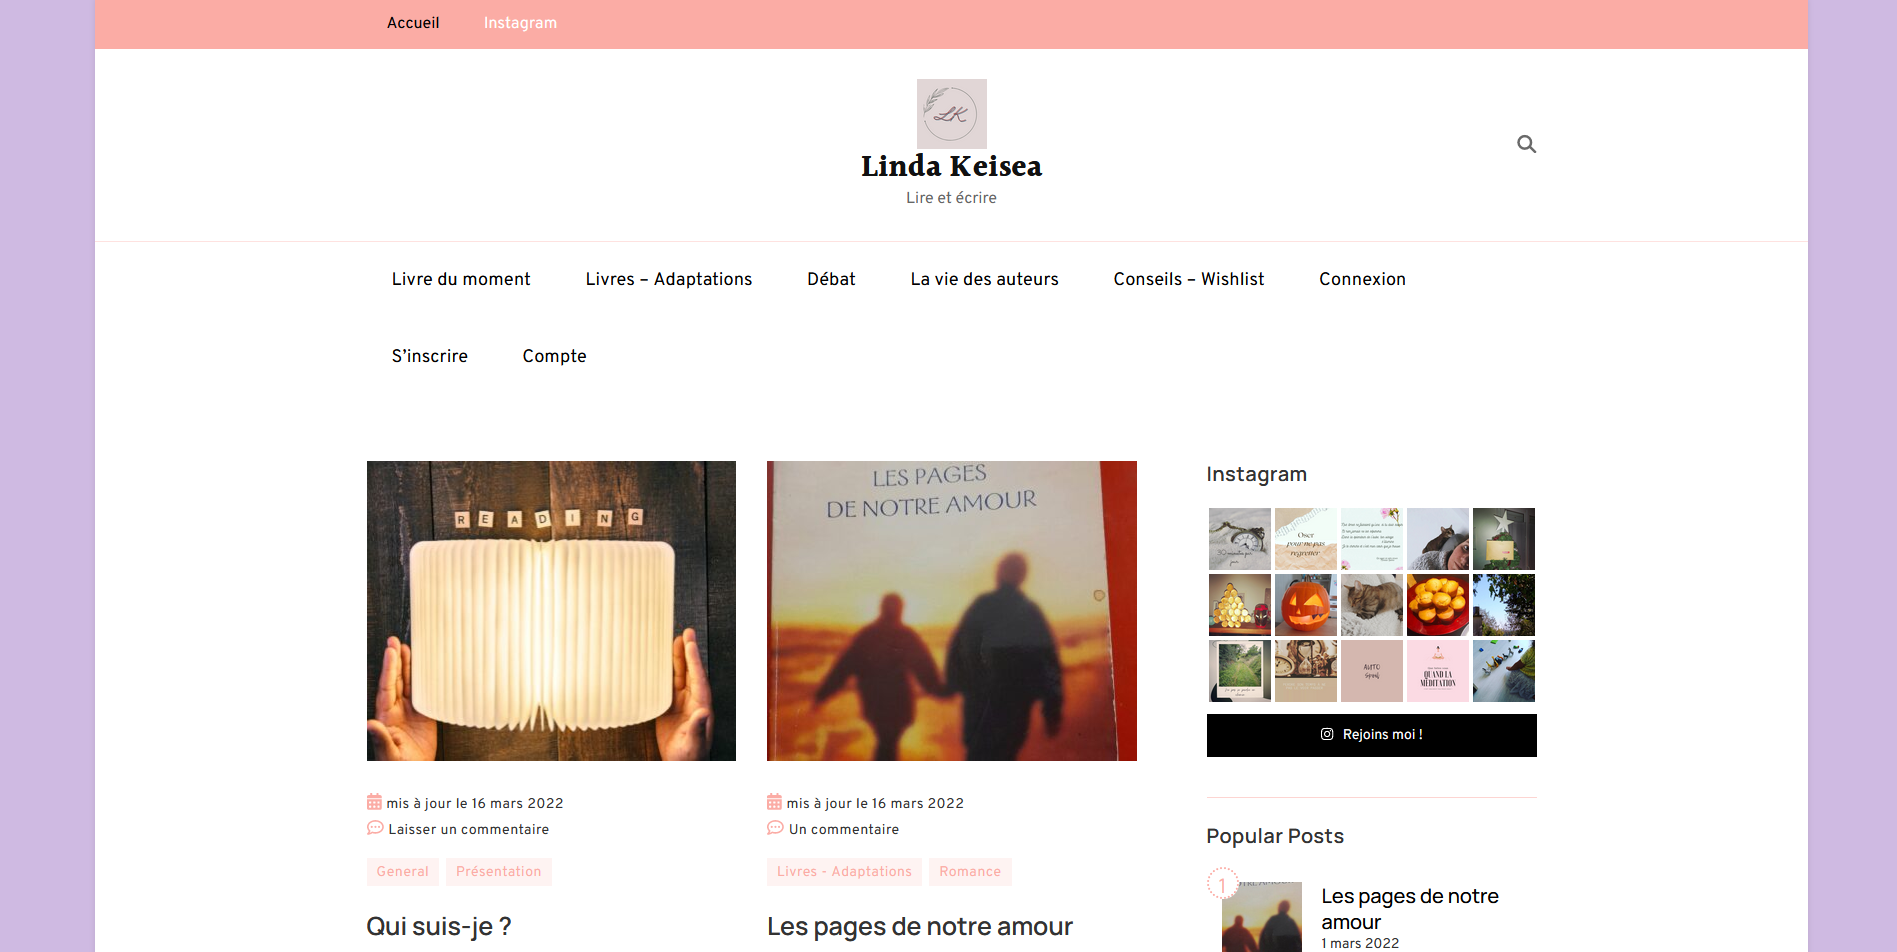 Accueil
Instagram
LK
Linda Keisea
Lire et écrire
Livre du moment
Livres – Adaptations
Débat
La vie des auteurs
Conseils – Wishlist
Connexion
S'inscrire
Compte
READING
mis à jour le 16 mars 2022
Laisser un commentaire
General
Présentation
Qui suis-je ?
LES PAGES
DE NOTRE AMOUR
mis à jour le 16 mars 2022
Un commentaire
Livres - Adaptations
Romance
Les pages de notre amour
Instagram
Oser
pour ne pas
regretter
AUTO
QUAND LA
MÉDITATION
Rejoins moi !
Popular Posts
1
Les pages de notre
amour
1 mars 2022